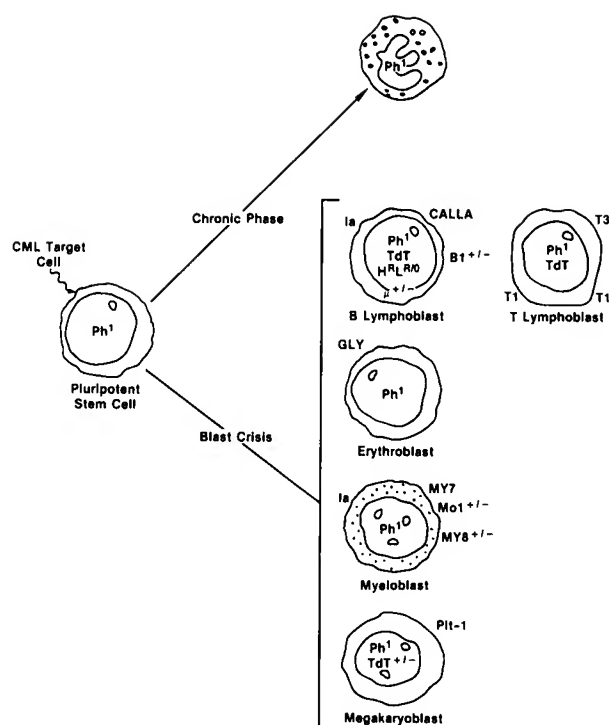 Ph¹
Chronic Phase
CML Target
Cell
Ph¹
Pluripotent
Stem Cell
Blast Crisis
Ia
CALLA
Ph¹
TdT
HᴿLᴿ/⁰
μ+/−
B1+/−
B Lymphoblast
T3
Ph¹
TdT
T1
T1
T Lymphoblast
GLY
Ph¹
Erythroblast
Ia
MY7
Mo1+/−
Ph¹
MY8+/−
Myeloblast
Plt-1
Ph¹
TdT+/−
Megakaryoblast